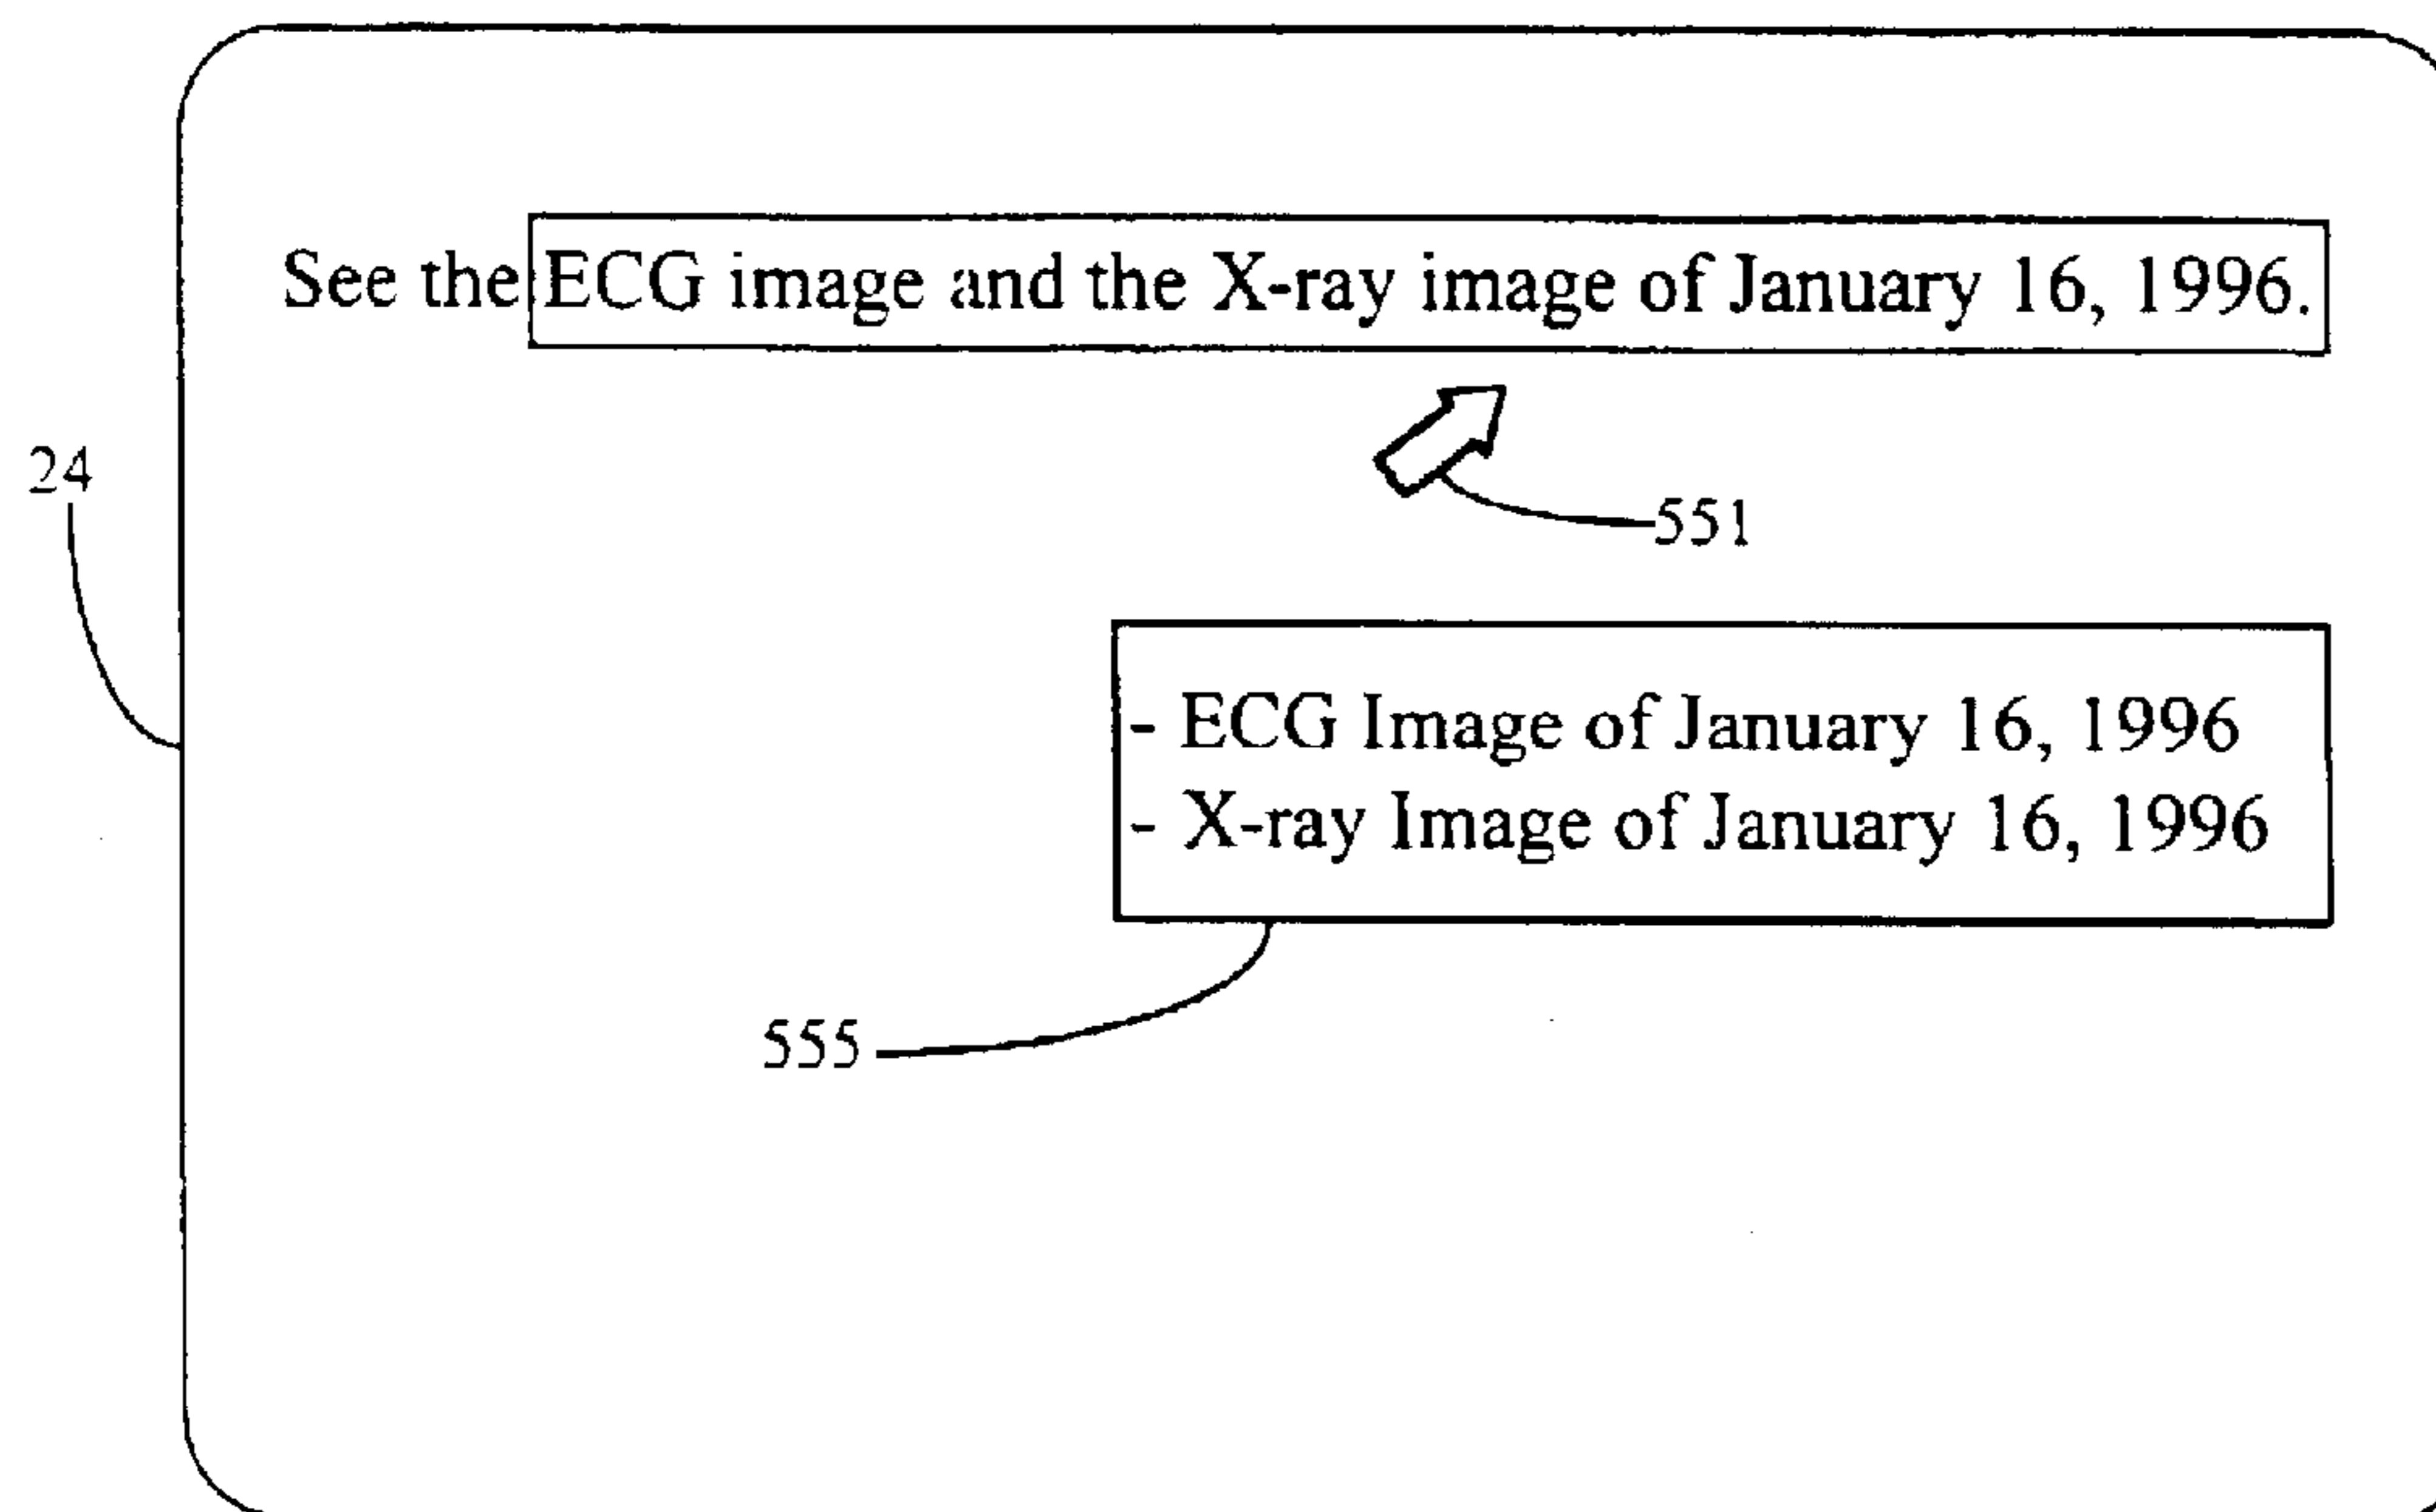 See the ECG image and the X-ray image of January 16, 1996.
24
551
- ECG Image of January 16, 1996
- X-ray Image of January 16, 1996
555